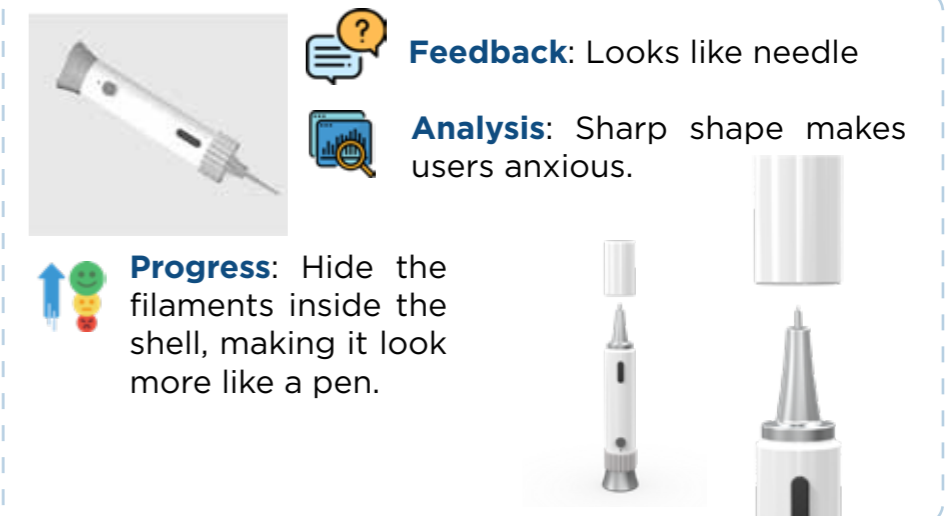 Feedback: Looks like needle
Analysis: Sharp shape makes
users anxious.
Progress: Hide the
filaments inside the
shell, making it look
more like a pen.